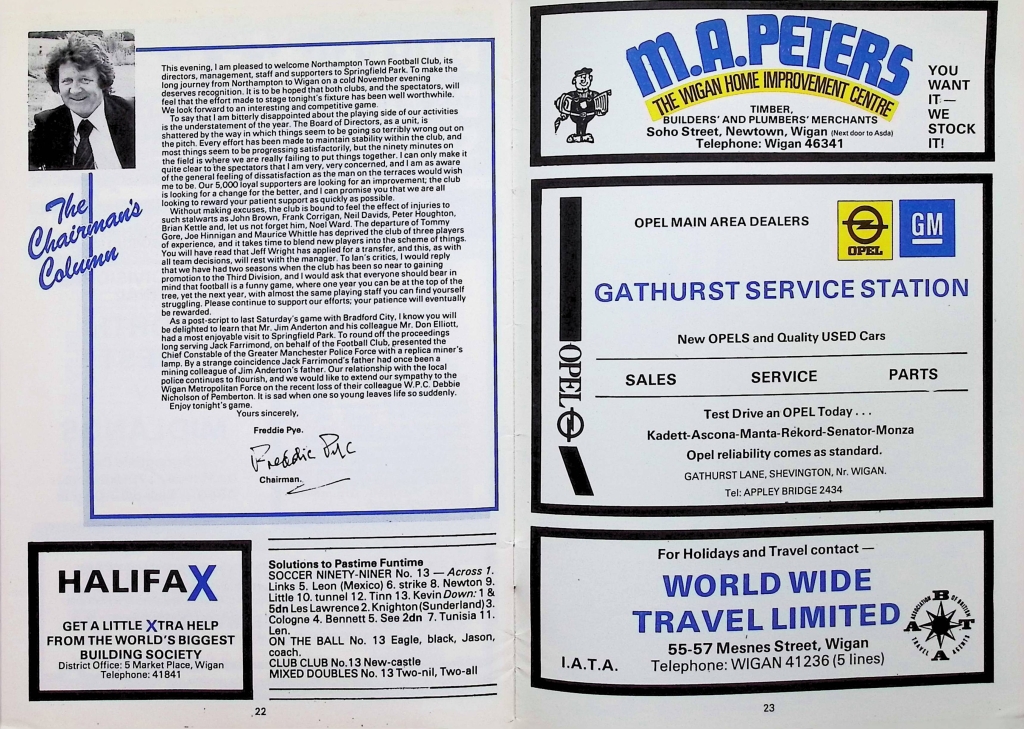 The
Chairman's
Column
This evening, I am pleased to welcome Northampton Town Football Club, its
directors, management, staff and supporters to Springfield Park. To make the
long journey from Northampton to Wigan on a cold November evening
deserves recognition. It is to be hoped that both clubs, and the spectators, will
feel that the effort made to stage tonight's fixture has been well worthwhile.
We look forward to an interesting and competitive game.
To say that I am bitterly disappointed about the playing side of our activities
is the understatement of the year. The Board of Directors, as a unit, is
shattered by the way in which things seem to be going so terribly wrong out on
the pitch. Every effort has been made to maintain stability within the club, and
most things seem to be progressing satisfactorily, but the ninety minutes on
the field is where we are really failing to put things together. I can only make it
quite clear to the spectators that I am very, very concerned, and I am as aware
of the general feeling of dissatisfaction as the man on the terraces would wish
me to be. Our 5,000 loyal supporters are looking for an improvement; the club
is looking for a change for the better, and I can promise you that we are all
looking to reward your patient support as quickly as possible.
Without making excuses, the club is bound to feel the effect of injuries to
such stalwarts as John Brown, Frank Corrigan, Neil Davids, Peter Houghton,
Brian Kettle and, let us not forget him, Noel Ward. The departure of Tommy
Gore, Joe Hinnigan and Maurice Whittle has deprived the club of three players
of experience, and it takes time to blend new players into the scheme of things.
You will have read that Jeff Wright has applied for a transfer, and this, as with
all team decisions, will rest with the manager. To Ian's critics, I would reply
that we have had two seasons when the club has been so near to gaining
promotion to the Third Division, and I would ask that everyone should bear in
mind that football is a funny game, where one year you can be at the top of the
tree, yet the next year, with almost the same playing staff you can find yourself
struggling. Please continue to support our efforts; your patience will eventually
be rewarded.
As a post-script to last Saturday's game with Bradford City, I know you will
be delighted to learn that Mr. Jim Anderton and his colleague Mr. Don Elliott,
had a most enjoyable visit to Springfield Park. To round off the proceedings
long serving Jack Farrimond, on behalf of the Football Club, presented the
Chief Constable of the Greater Manchester Police Force with a replica miner's
lamp. By a strange coincidence Jack Farrimond's father had once been a
mining colleague of Jim Anderton's father. Our relationship with the local
police continues to flourish, and we would like to extend our sympathy to the
Wigan Metropolitan Force on the recent loss of their colleague W.P.C. Debbie
Nicholson of Pemberton. It is sad when one so young leaves life so suddenly.
Enjoy tonight's game.
Yours sincerely,
Freddie Pye.
Freddie Pye
Chairman.
HALIFAX
GET A LITTLE XTRA HELP
FROM THE WORLD'S BIGGEST
BUILDING SOCIETY
District Office: 5 Market Place, Wigan
Telephone: 41841
Solutions to Pastime Funtime
SOCCER NINETY-NINER No. 13 — Across 1.
Links 5. Leon (Mexico) 6. strike 8. Newton 9.
Little 10. tunnel 12. Tinn 13. Kevin Down: 1 &
5dn Les Lawrence 2. Knighton (Sunderland) 3.
Cologne 4. Bennett 5. See 2dn 7. Tunisia 11.
Len.
ON THE BALL No. 13 Eagle, black, Jason,
coach.
CLUB CLUB No.13 New-castle
MIXED DOUBLES No. 13 Two-nil, Two-all
22
M.A. PETERS
THE WIGAN HOME IMPROVEMENT CENTRE
TIMBER,
BUILDERS' AND PLUMBERS' MERCHANTS
Soho Street, Newtown, Wigan (Next door to Asda)
Telephone: Wigan 46341
YOU
WANT
IT —
WE
STOCK
IT!
OPEL MAIN AREA DEALERS
OPEL
GM
GATHURST SERVICE STATION
New OPELS and Quality USED Cars
SALES SERVICE PARTS
OPEL
Test Drive an OPEL Today . . .
Kadett-Ascona-Manta-Rekord-Senator-Monza
Opel reliability comes as standard.
GATHURST LANE, SHEVINGTON, Nr. WIGAN.
Tel: APPLEY BRIDGE 2434
For Holidays and Travel contact —
WORLD WIDE
TRAVEL LIMITED
55-57 Mesnes Street, Wigan
I.A.T.A. Telephone: WIGAN 41236 (5 lines)
ABTA
ASSOCIATION OF BRITISH TRAVEL AGENTS
23